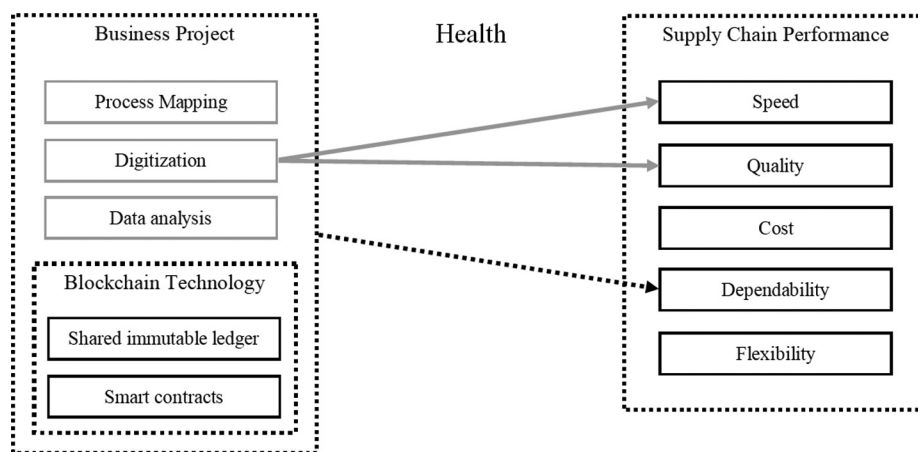 Business Project
Health
Supply Chain Performance
Process Mapping
Digitization
Data analysis
Blockchain Technology
Shared immutable ledger
Smart contracts
Speed
Quality
Cost
Dependability
Flexibility